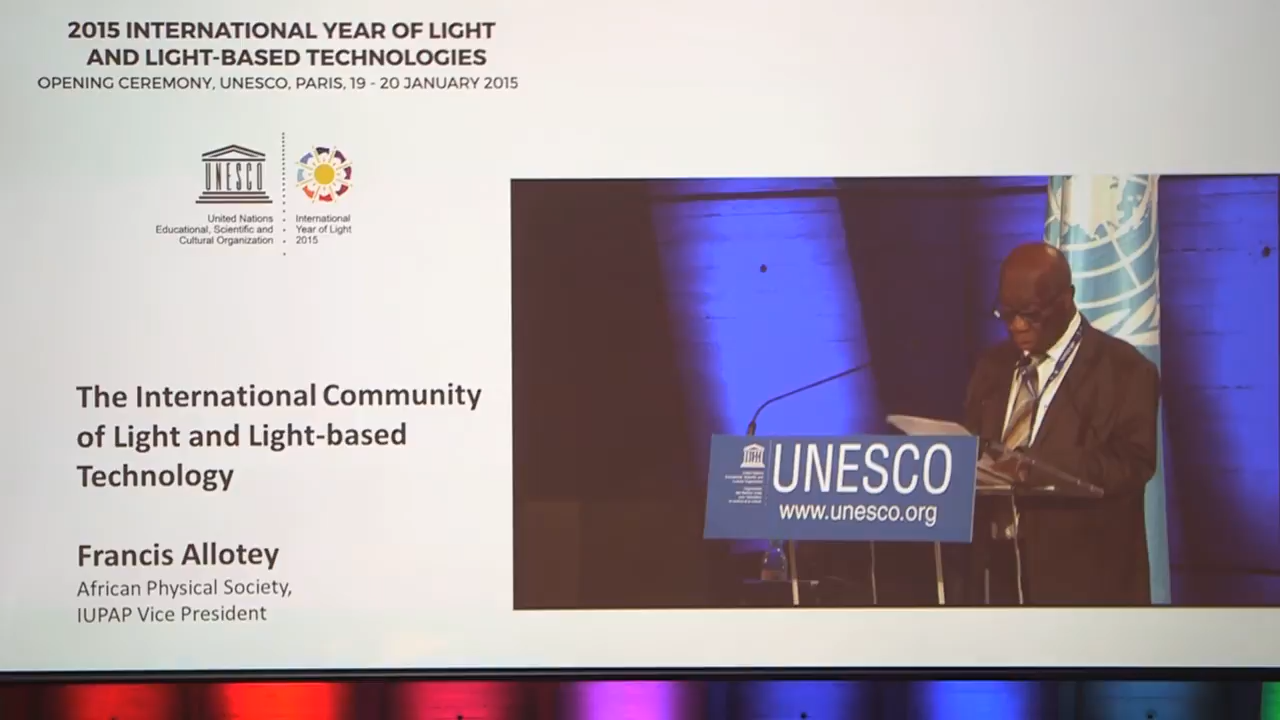 2015 INTERNATIONAL YEAR OF LIGHT
AND LIGHT-BASED TECHNOLOGIES
OPENING CEREMONY, UNESCO, PARIS, 19 - 20 JANUARY 2015
UNESCO
United Nations
Educational, Scientific and
Cultural Organization
International
Year of Light
2015
The International Community
of Light and Light-based
Technology
Francis Allotey
African Physical Society,
IUPAP Vice President
UNESCO
www.unesco.org